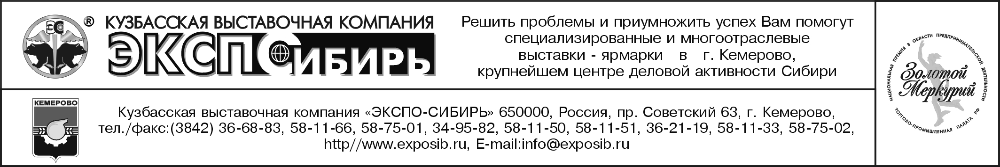 ®
КУЗБАССКАЯ ВЫСТАВОЧНАЯ КОМПАНИЯ
ЭКСПОСИБИРЬ
Решить проблемы и приумножить успех Вам помогут
специализированные и многоотраслевые
выставки - ярмарки в г. Кемерово,
крупнейшем центре деловой активности Сибири
КЕМЕРОВО
Кузбасская выставочная компания «ЭКСПО-СИБИРЬ» 650000, Россия, пр. Советский 63, г. Кемерово,
тел./факс:(3842) 36-68-83, 58-11-66, 58-75-01, 34-95-82, 58-11-50, 58-11-51, 36-21-19, 58-11-33, 58-75-02,
http//www.exposib.ru, E-mail:info@exposib.ru
НАЦИОНАЛЬНАЯ ПРЕМИЯ В ОБЛАСТИ ПРЕДПРИНИМАТЕЛЬСКОЙ ДЕЯТЕЛЬНОСТИ
Золотой
Меркурий
ТОРГОВО-ПРОМЫШЛЕННАЯ ПАЛАТА РФ